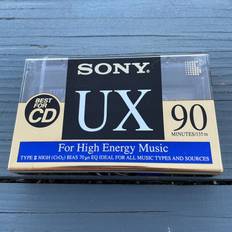 SONY
BEST FOR
CD
UX
90
MINUTES/135m
For High Energy Music
TYPE II HIGH (CrO₂) BIAS 70µs EQ IDEAL FOR ALL MUSIC TYPES AND SOURCES